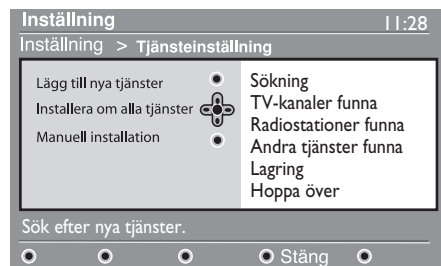 Inställning 11:28
Inställning > Tjänsteinställning
Lägg till nya tjänster
Installera om alla tjänster
Manuell installation
Sökning
TV-kanaler funna
Radiostationer funna
Andra tjänster funna
Lagring
Hoppa över
Sök efter nya tjänster.
Stäng